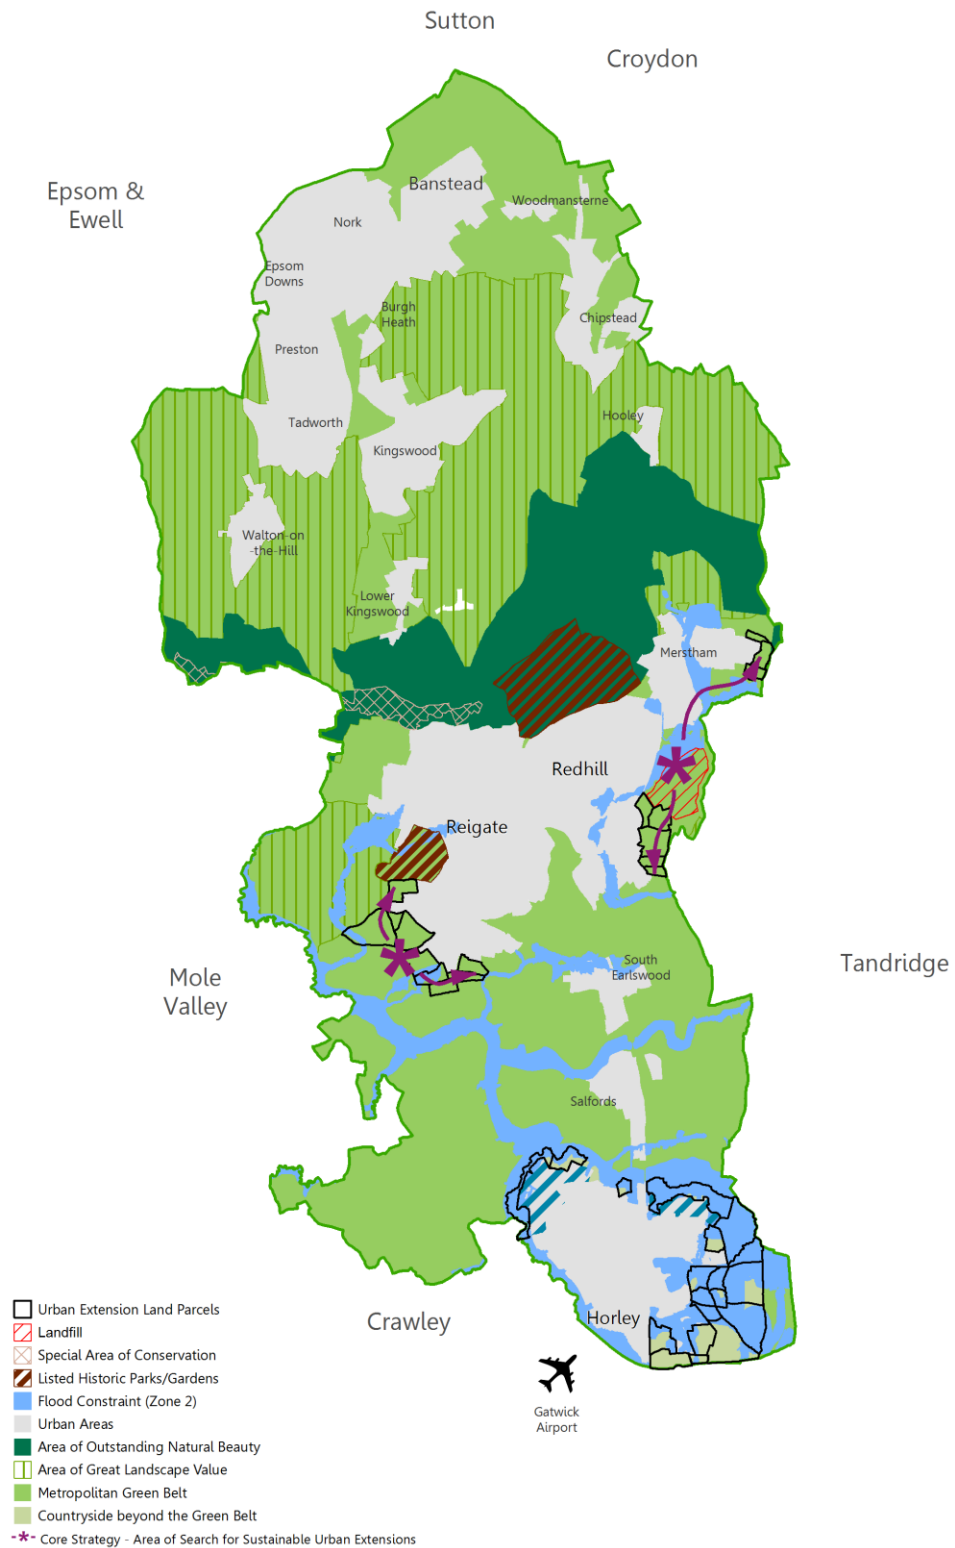 Sutton
Croydon
Epsom &
Ewell
Banstead
Woodmansterne
Nork
Epsom
Downs
Burgh
Heath
Chipstead
Preston
Hooley
Tadworth
Kingswood
Walton-on
-the-Hill
Lower
Kingswood
Merstham
Redhill
Reigate
Mole
Valley
South
Earlswood
Tandridge
Salfords
Horley
Crawley
Gatwick
Airport
Urban Extension Land Parcels
Landfill
Special Area of Conservation
Listed Historic Parks/Gardens
Flood Constraint (Zone 2)
Urban Areas
Area of Outstanding Natural Beauty
Area of Great Landscape Value
Metropolitan Green Belt
Countryside beyond the Green Belt
Core Strategy - Area of Search for Sustainable Urban Extensions